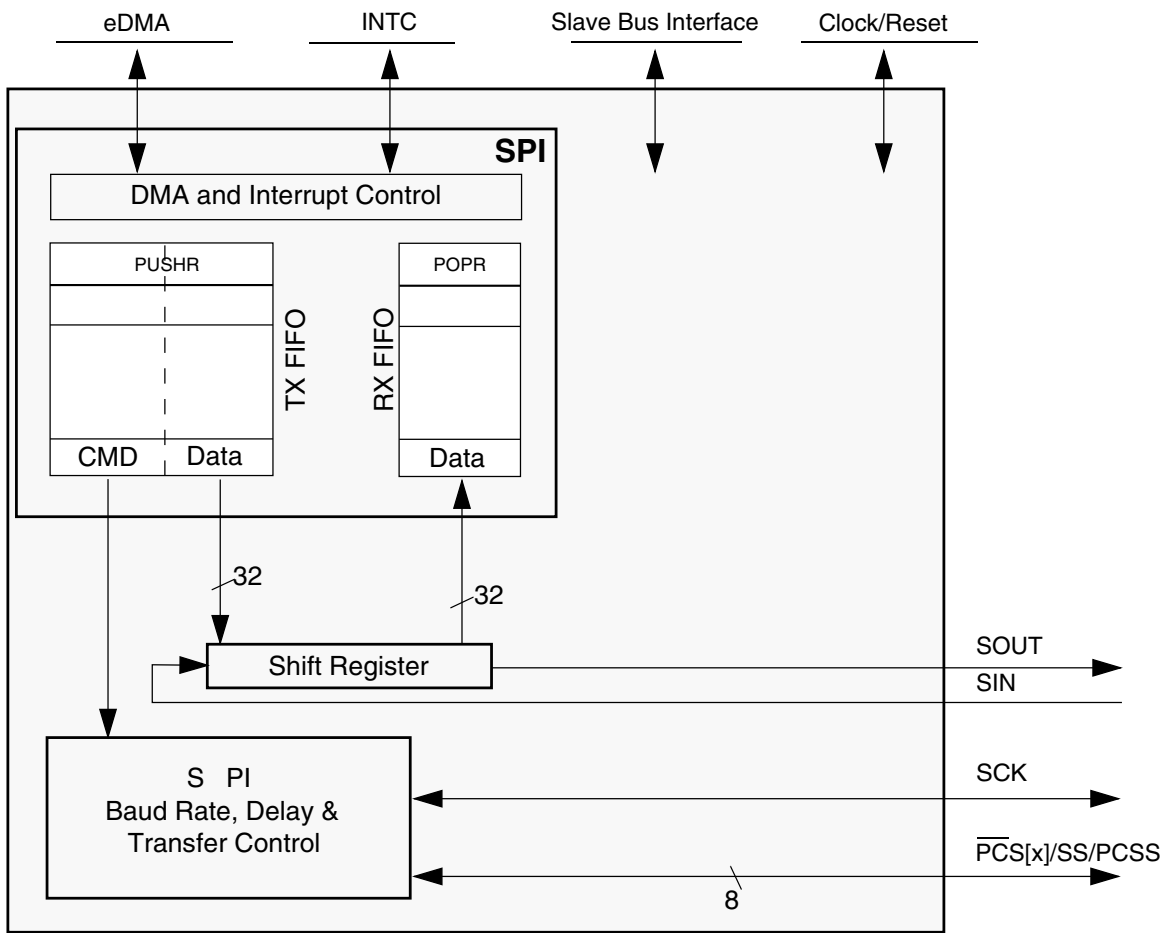 eDMA
INTC
Slave Bus Interface
Clock/Reset
SPI
DMA and Interrupt Control
PUSHR
POPR
TX FIFO
RX FIFO
CMD
Data
Data
32
32
Shift Register
SOUT
SIN
S PI
Baud Rate, Delay &
Transfer Control
SCK
PCS[x]/SS/PCSS
8